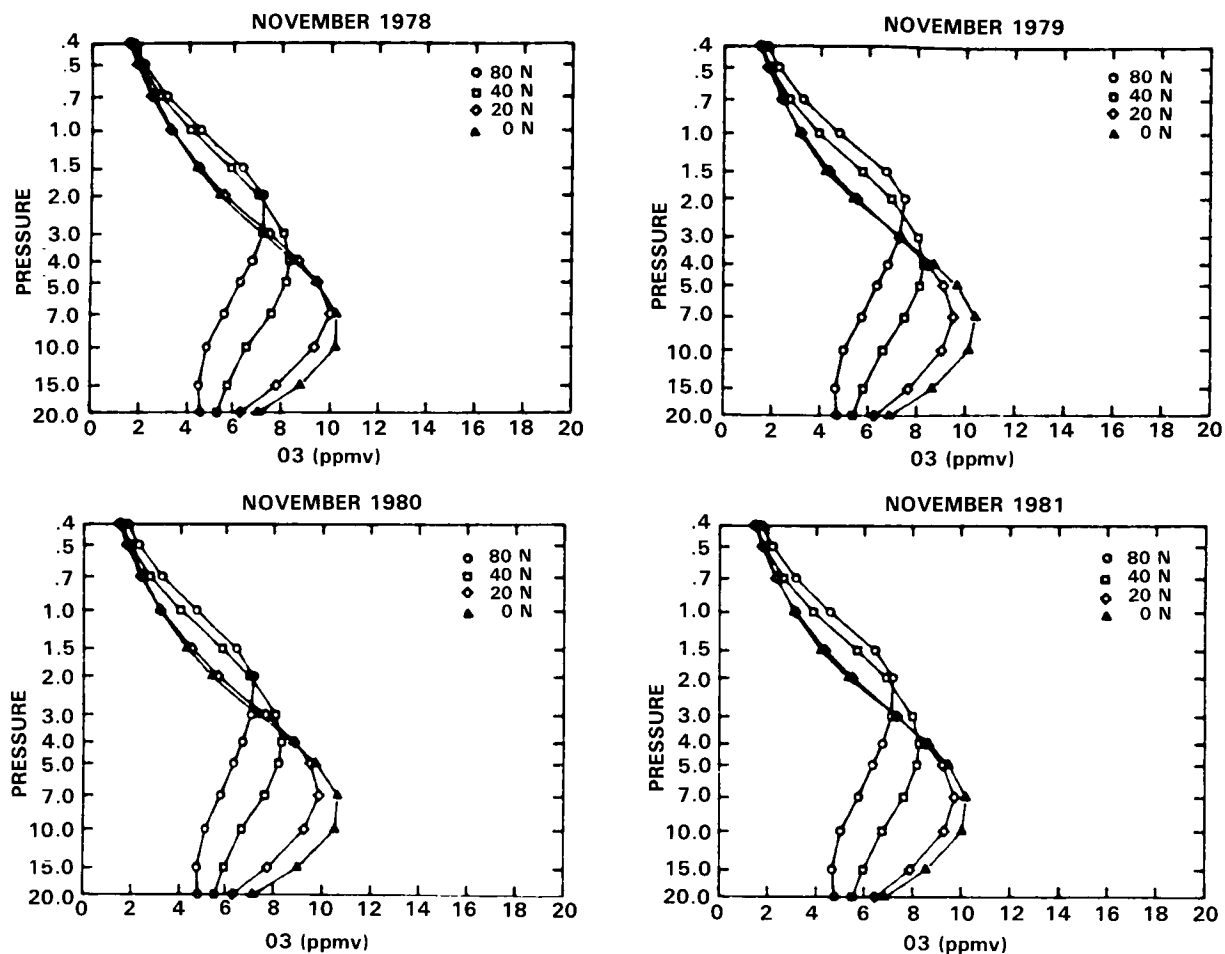 NOVEMBER 1978
.4
.5
.7
1.0
1.5
2.0
3.0
4.0
5.0
7.0
10.0
15.0
20.0
PRESSURE
80 N
40 N
20 N
0 N
0 2 4 6 8 10 12 14 16 18 20
03 (ppmv)
NOVEMBER 1979
.4
.5
.7
1.0
1.5
2.0
3.0
4.0
5.0
7.0
10.0
15.0
20.0
PRESSURE
80 N
40 N
20 N
0 N
0 2 4 6 8 10 12 14 16 18 20
03 (ppmv)
NOVEMBER 1980
.4
.5
.7
1.0
1.5
2.0
3.0
4.0
5.0
7.0
10.0
15.0
20.0
PRESSURE
80 N
40 N
20 N
0 N
0 2 4 6 8 10 12 14 16 18 20
03 (ppmv)
NOVEMBER 1981
.4
.5
.7
1.0
1.5
2.0
3.0
4.0
5.0
7.0
10.0
15.0
20.0
PRESSURE
80 N
40 N
20 N
0 N
0 2 4 6 8 10 12 14 16 18 20
03 (ppmv)